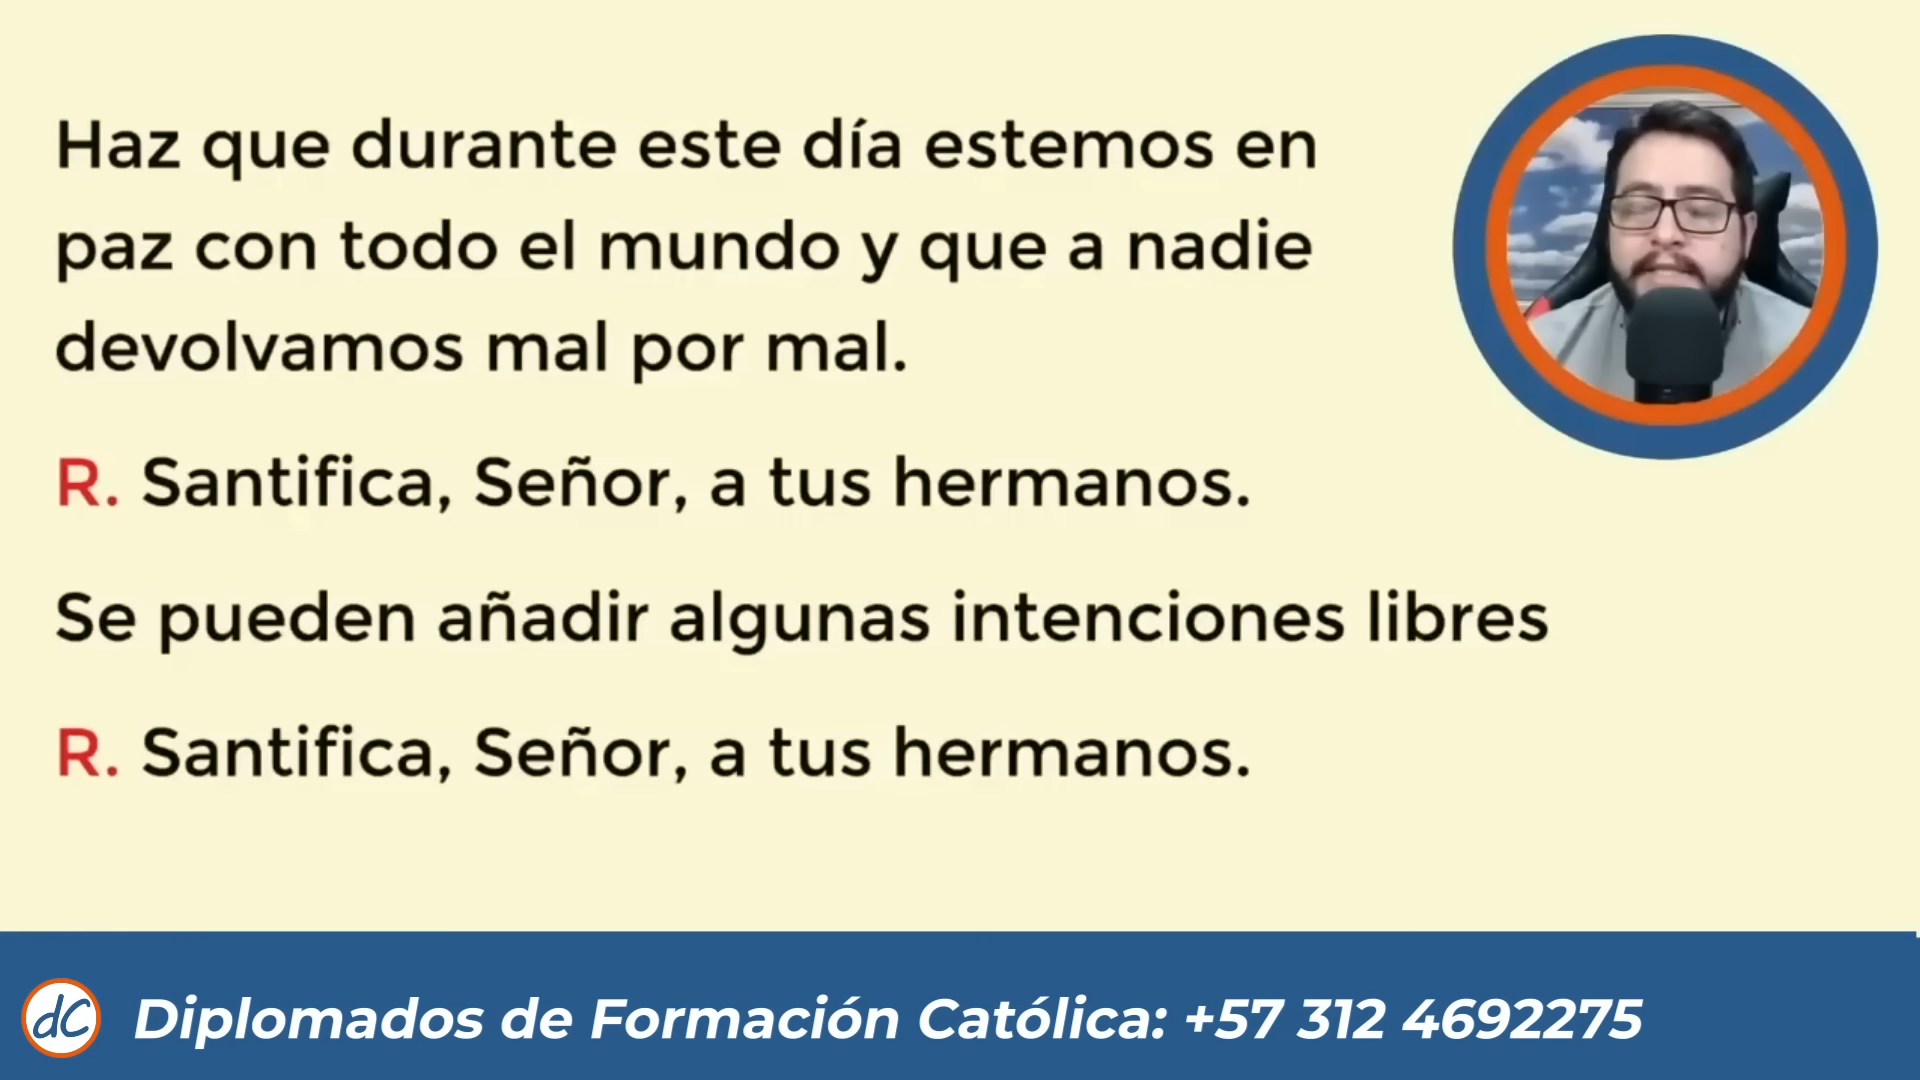 Haz que durante este día estemos en
paz con todo el mundo y que a nadie
devolvamos mal por mal.
R. Santifica, Señor, a tus hermanos.
Se pueden añadir algunas intenciones libres
R. Santifica, Señor, a tus hermanos.
dC Diplomados de Formación Católica: +57 312 4692275